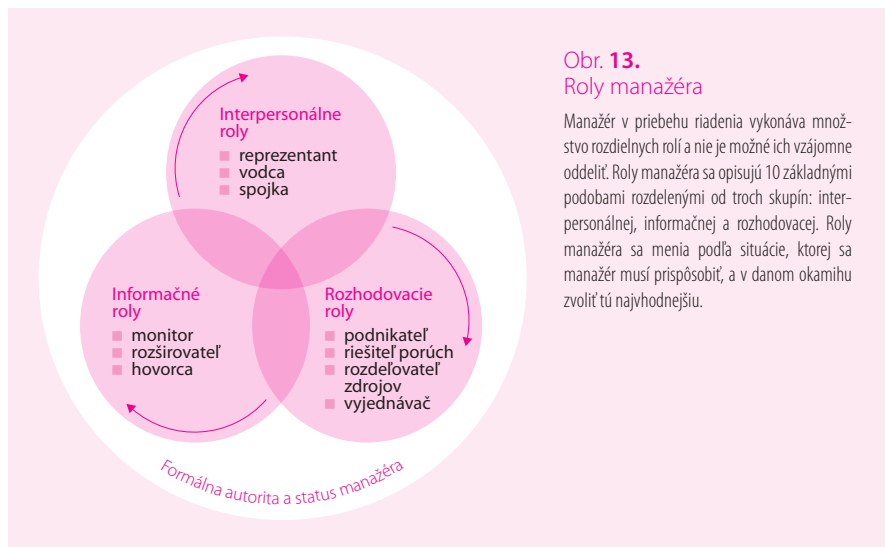 Interpersonálne
roly
reprezentant
vodca
spojka
Informačné
roly
monitor
rozširovateľ
hovorca
Rozhodovacie
roly
podnikateľ
riešiteľ porúch
rozdeľovateľ
zdrojov
vyjednávač
Formálna autorita a status manažéra
Obr. 13.
Roly manažéra
Manažér v priebehu riadenia vykonáva množ-
stvo rozdielnych rolí a nie je možné ich vzájomne
oddeliť. Roly manažéra sa opisujú 10 základnými
podobami rozdelenými od troch skupín: inter-
personálnej, informačnej a rozhodovacej. Roly
manažéra sa menia podľa situácie, ktorej sa
manažér musí prispôsobiť, a v danom okamihu
zvoliť tú najvhodnejšiu.